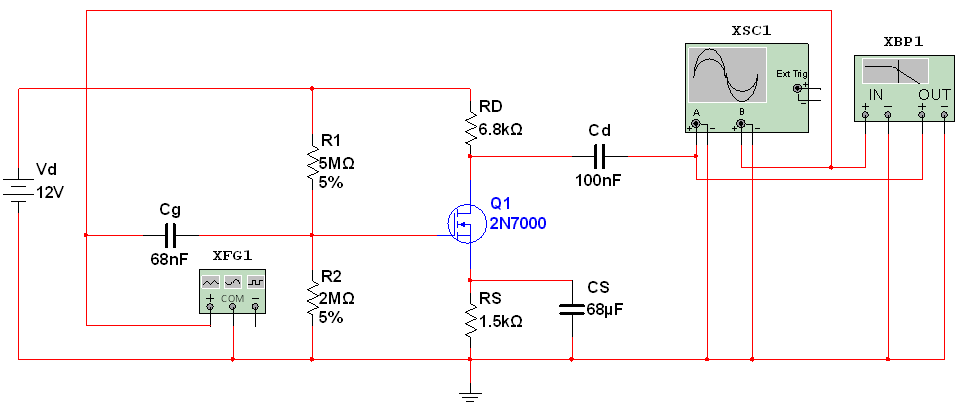 XSC1
XBP1
Ext Trig
+
−
A
B
+ − + −
IN OUT
+ − + −
RD
6.8kΩ
Cd
100nF
R1
5MΩ
5%
Vd
12V
Q1
2N7000
Cg
68nF
XFG1
+ COM −
R2
2MΩ
5%
RS
1.5kΩ
CS
68µF